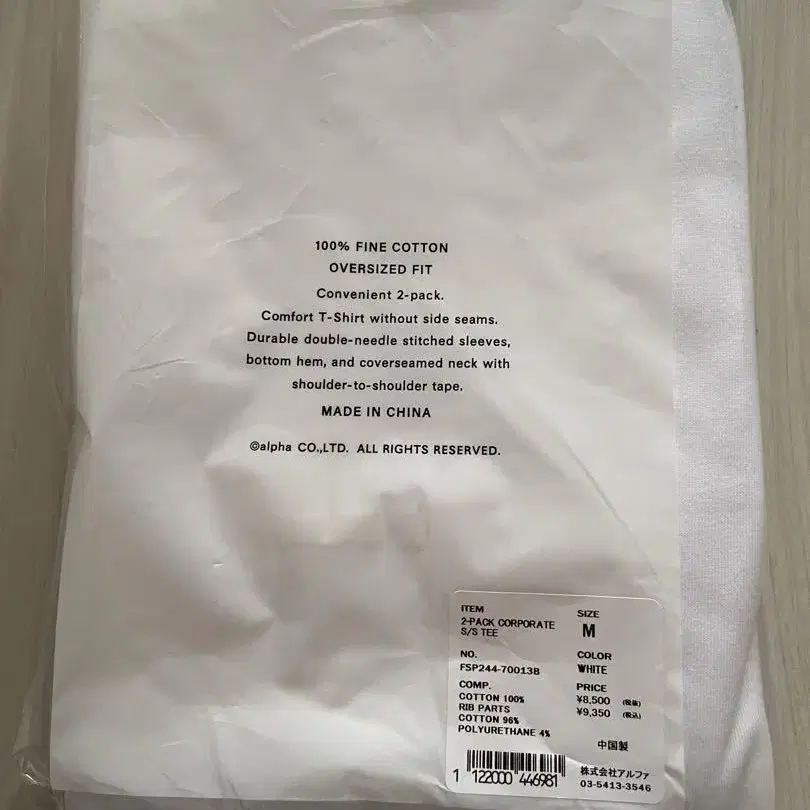 100% FINE COTTON
OVERSIZED FIT
Convenient 2-pack.
Comfort T-Shirt without side seams.
Durable double-needle stitched sleeves,
bottom hem, and coverseamed neck with
shoulder-to-shoulder tape.
MADE IN CHINA
©alpha CO.,LTD. ALL RIGHTS RESERVED.
ITEM
2-PACK CORPORATE
S/S TEE
SIZE
M
NO.
FSP244-70013B
COLOR
WHITE
COMP.
COTTON 100%
RIB PARTS
COTTON 96%
POLYURETHANE 4%
PRICE
¥8,500 (税抜)
¥9,350 (税込)
中国製
1 122000 446981
株式会社アルファ
03-5413-3546